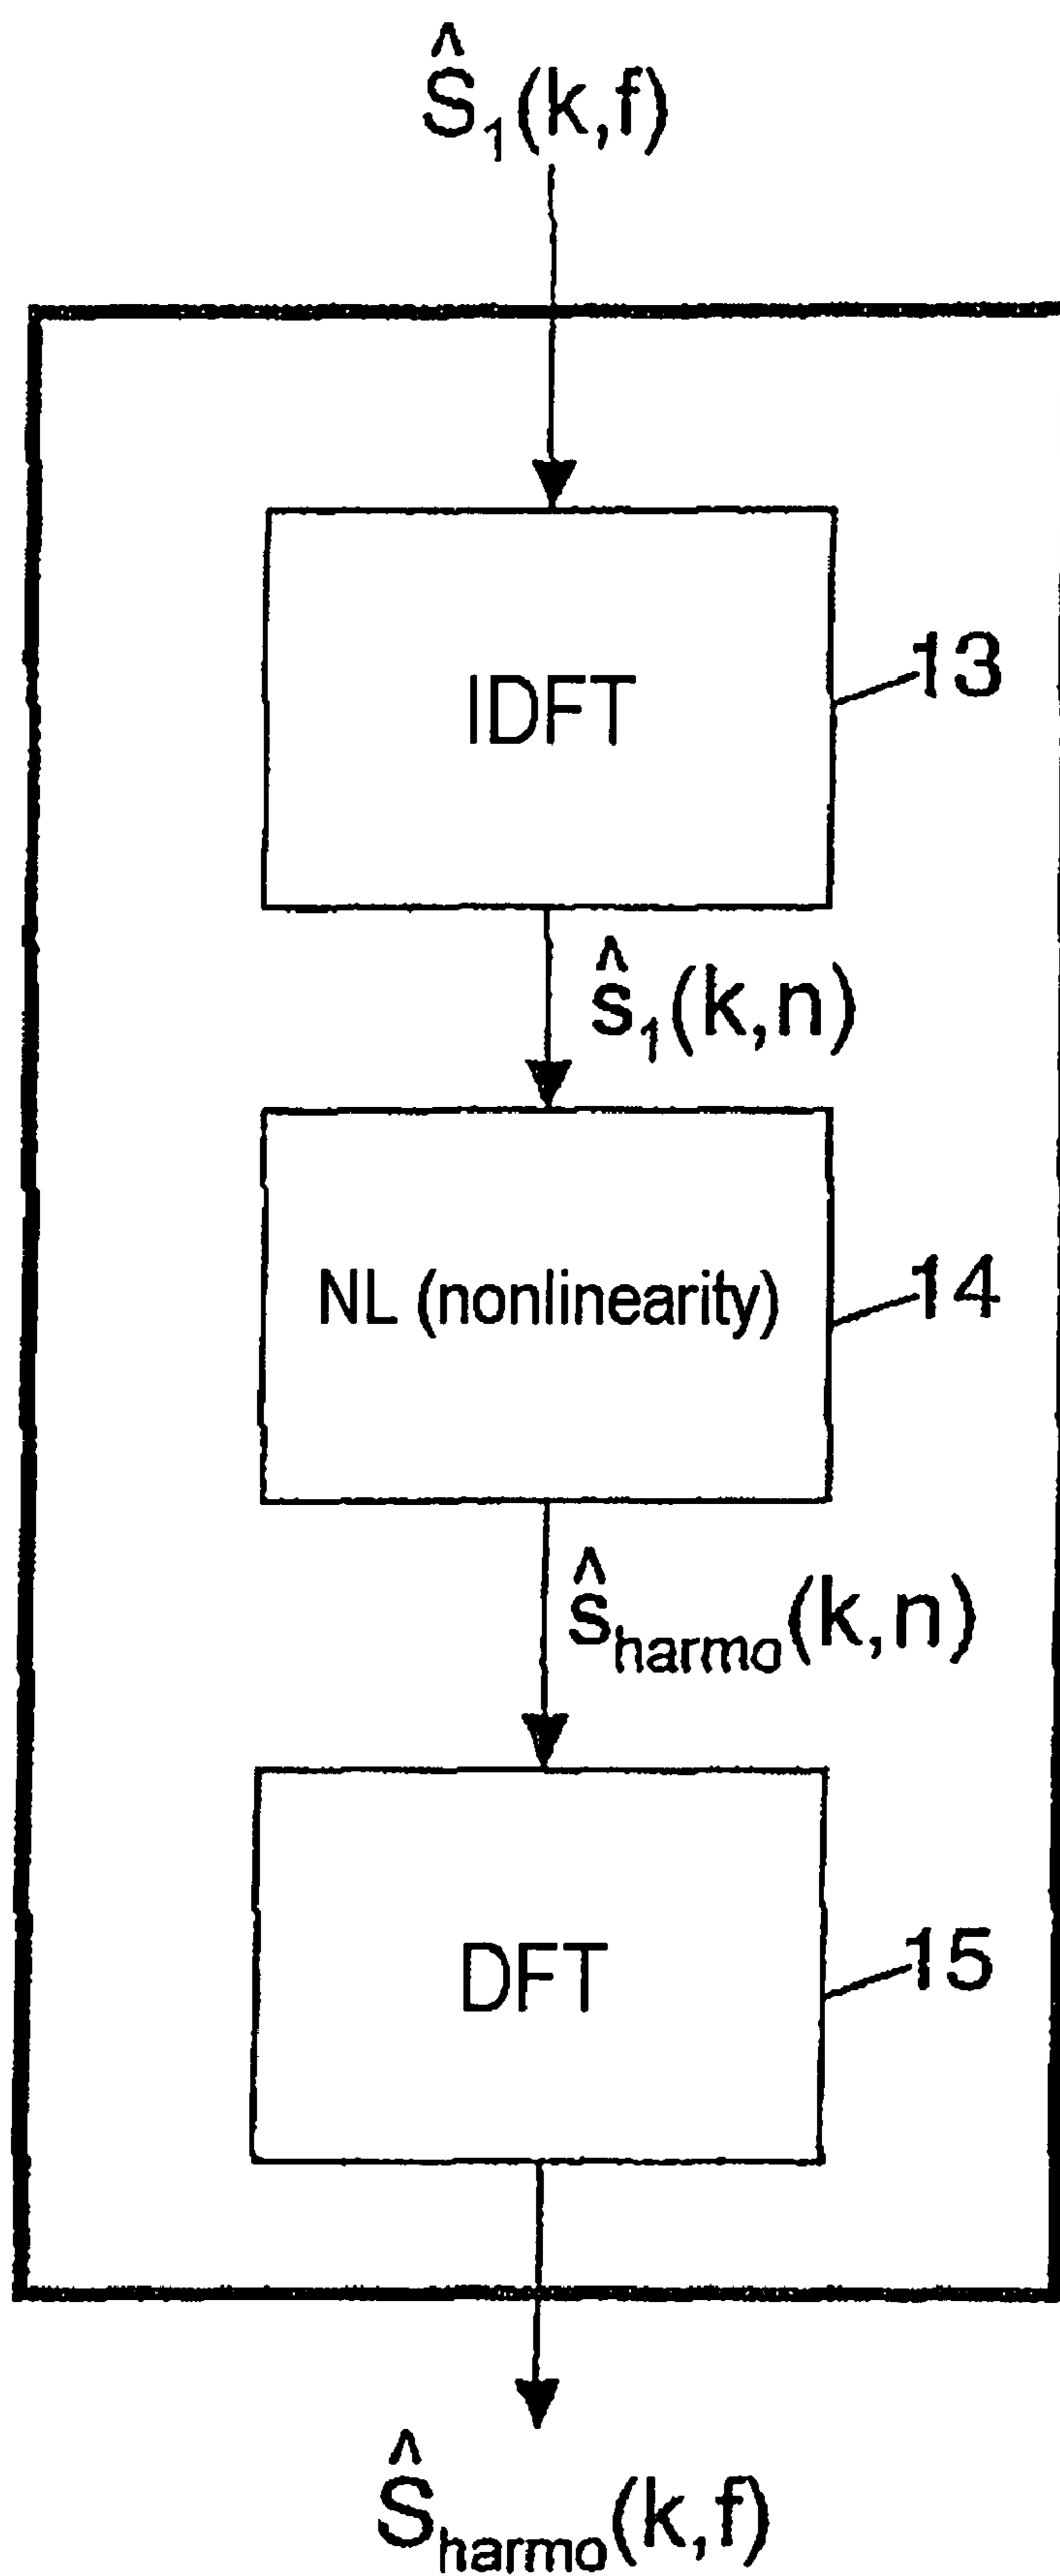 Ŝ₁(k,f)
IDFT
13
ŝ₁(k,n)
NL (nonlinearity)
14
ŝharmo(k,n)
DFT
15
Ŝharmo(k,f)